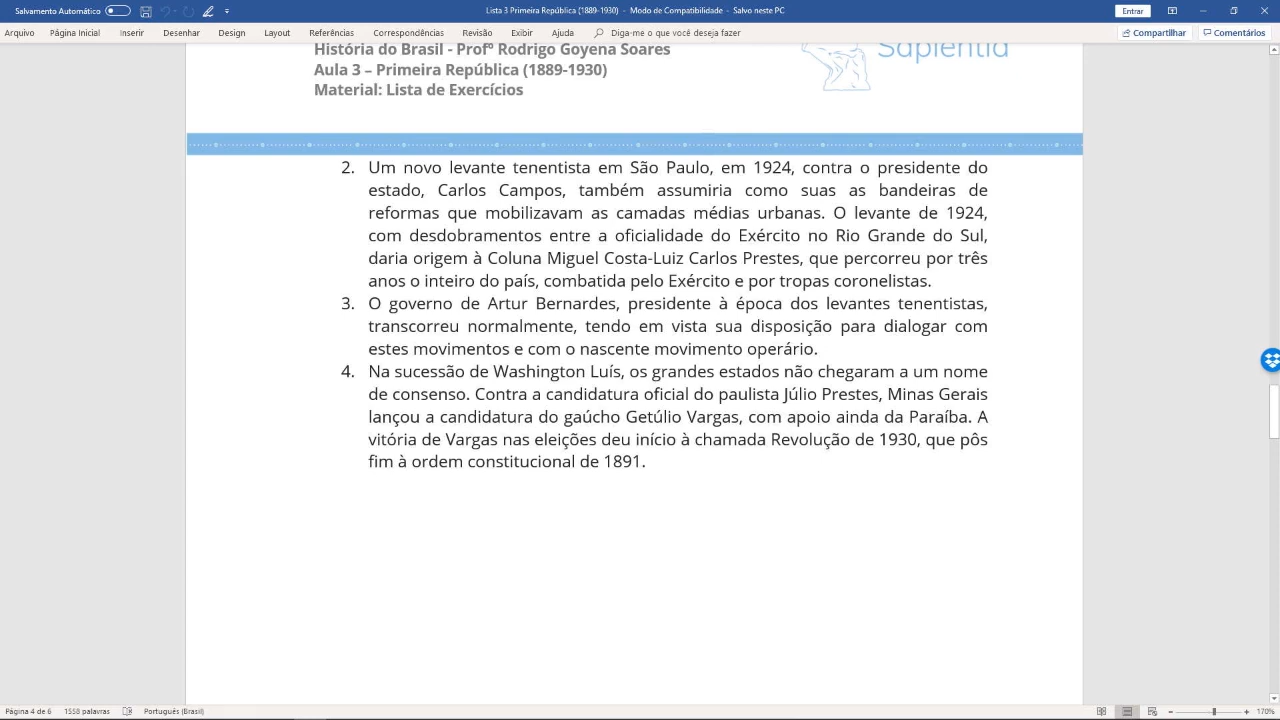 Salvamento Automático
Lista 3 Primeira República (1889-1930) - Modo de Compatibilidade - Salvo neste PC
Entrar
Arquivo Página Inicial Inserir Desenhar Design Layout Referências Correspondências Revisão Exibir Ajuda Diga-me o que você deseja fazer Compartilhar Comentários
História do Brasil - Profº Rodrigo Goyena Soares
Sapientia
Aula 3 – Primeira República (1889-1930)
Material: Lista de Exercícios
2. Um novo levante tenentista em São Paulo, em 1924, contra o presidente do
estado, Carlos Campos, também assumiria como suas as bandeiras de
reformas que mobilizavam as camadas médias urbanas. O levante de 1924,
com desdobramentos entre a oficialidade do Exército no Rio Grande do Sul,
daria origem à Coluna Miguel Costa-Luiz Carlos Prestes, que percorreu por três
anos o inteiro do país, combatida pelo Exército e por tropas coronelistas.
3. O governo de Artur Bernardes, presidente à época dos levantes tenentistas,
transcorreu normalmente, tendo em vista sua disposição para dialogar com
estes movimentos e com o nascente movimento operário.
4. Na sucessão de Washington Luís, os grandes estados não chegaram a um nome
de consenso. Contra a candidatura oficial do paulista Júlio Prestes, Minas Gerais
lançou a candidatura do gaúcho Getúlio Vargas, com apoio ainda da Paraíba. A
vitória de Vargas nas eleições deu início à chamada Revolução de 1930, que pôs
fim à ordem constitucional de 1891.
Página 4 de 6 1558 palavras Português (Brasil) 170%